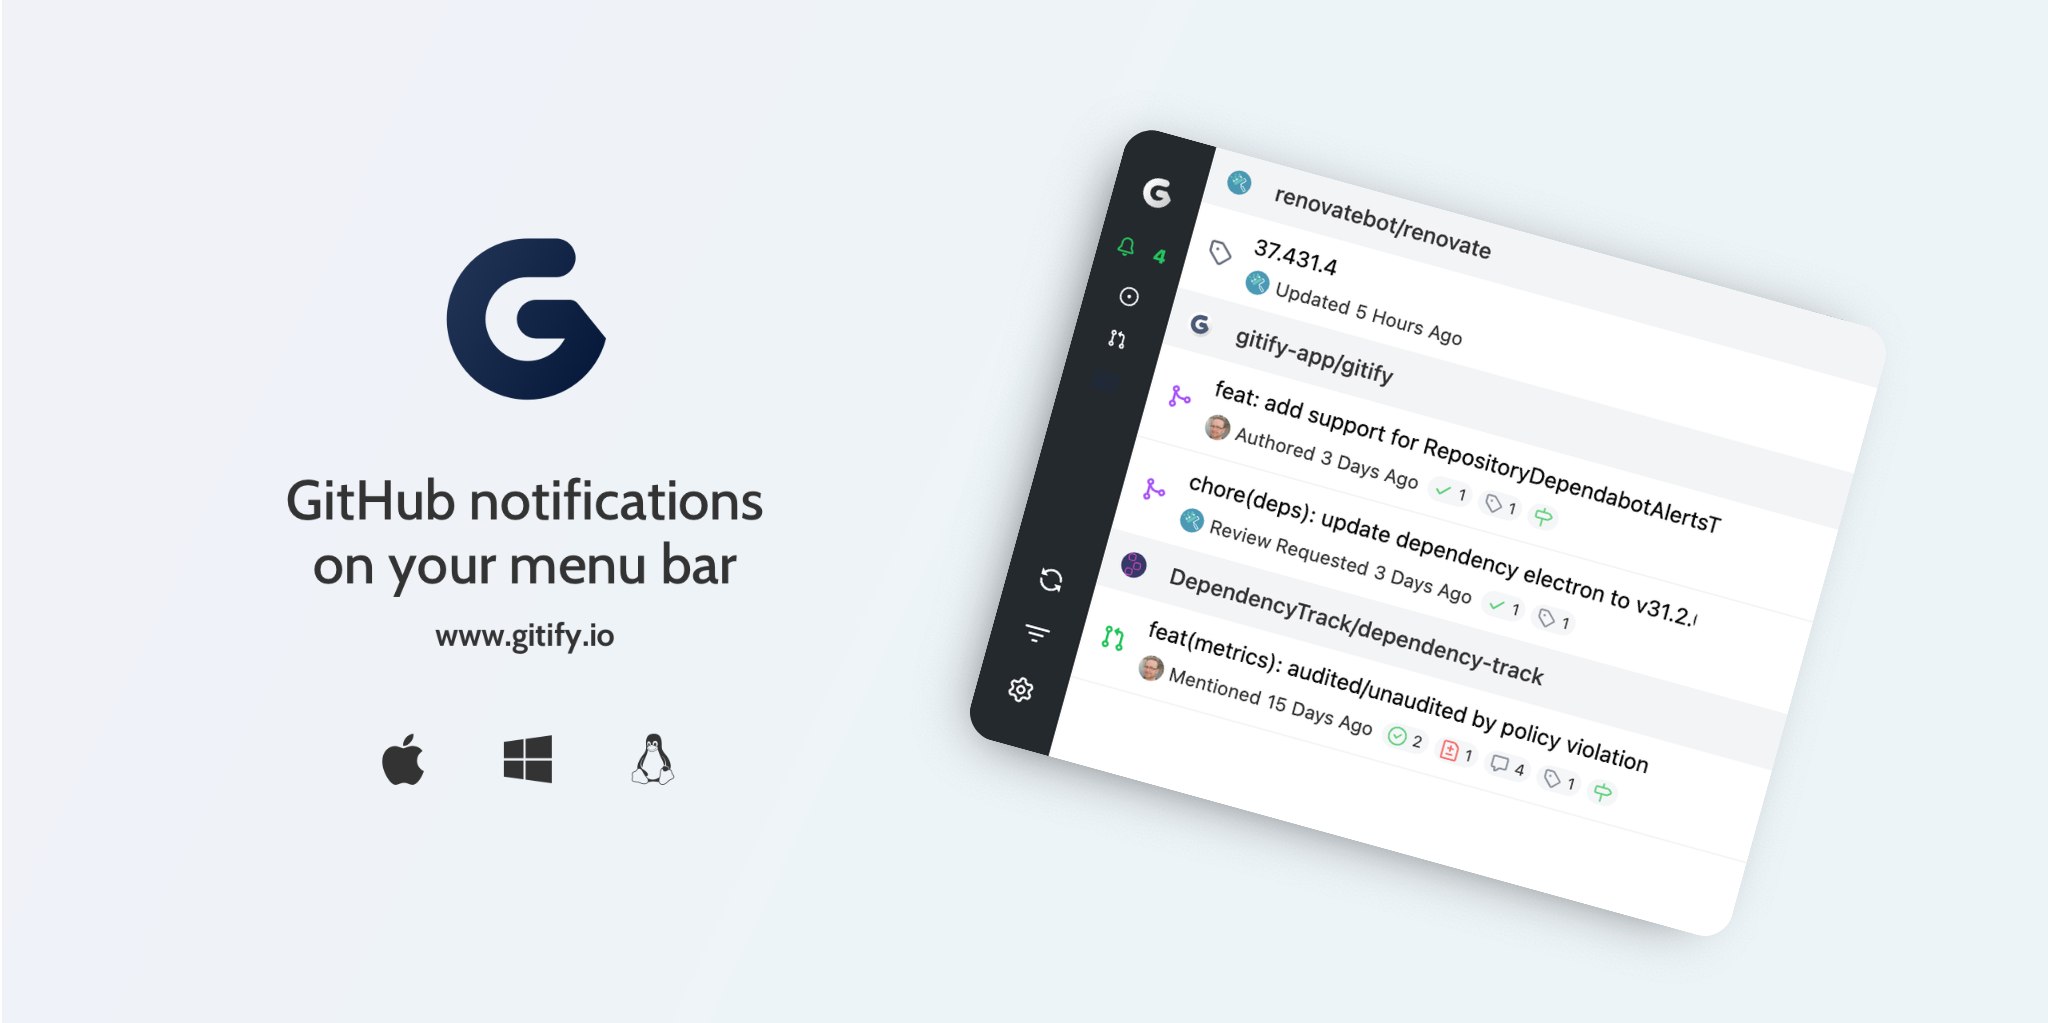 GitHub notifications
on your menu bar
www.gitify.io
4
renovatebot/renovate
37.431.4
Updated 5 Hours Ago
gitify-app/gitify
feat: add support for RepositoryDependabotAlertsT
Authored 3 Days Ago 1 1
chore(deps): update dependency electron to v31.2.
Review Requested 3 Days Ago 1 1
DependencyTrack/dependency-track
feat(metrics): audited/unaudited by policy violation
Mentioned 15 Days Ago 2 1 4 1